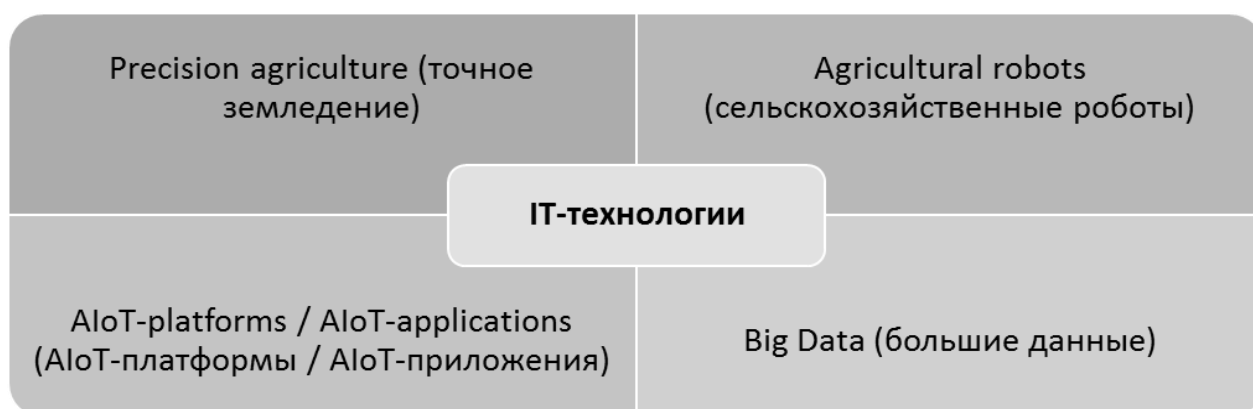 Precision agriculture (точное
земледение)
Agricultural robots
(сельскохозяйственные роботы)
IT-технологии
AIoT-platforms / AIoT-applications
(AIoT-платформы / AIoT-приложения)
Big Data (большие данные)